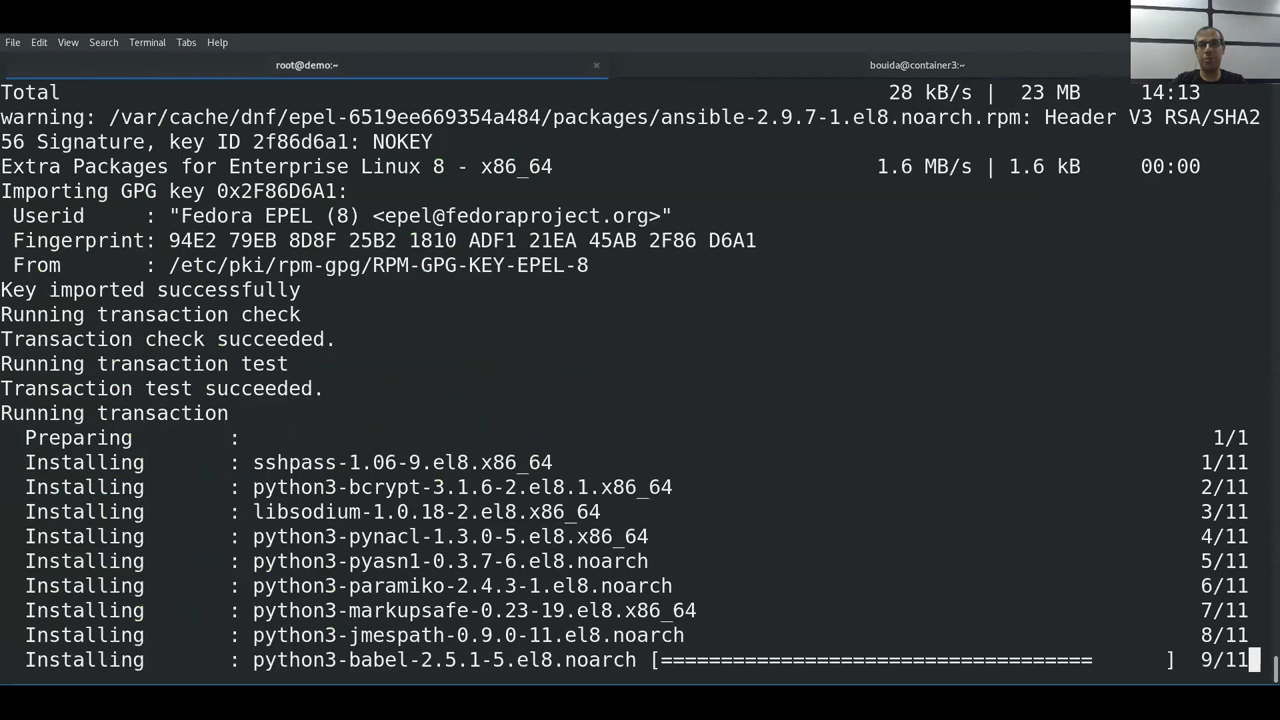 File Edit View Search Terminal Tabs Help
root@demo:~ × bouida@container3:~
Total 28 kB/s | 23 MB 14:13
warning: /var/cache/dnf/epel-6519ee669354a484/packages/ansible-2.9.7-1.el8.noarch.rpm: Header V3 RSA/SHA2
56 Signature, key ID 2f86d6a1: NOKEY
Extra Packages for Enterprise Linux 8 - x86_64 1.6 MB/s | 1.6 kB 00:00
Importing GPG key 0x2F86D6A1:
Userid : "Fedora EPEL (8) <epel@fedoraproject.org>"
Fingerprint: 94E2 79EB 8D8F 25B2 1810 ADF1 21EA 45AB 2F86 D6A1
From : /etc/pki/rpm-gpg/RPM-GPG-KEY-EPEL-8
Key imported successfully
Running transaction check
Transaction check succeeded.
Running transaction test
Transaction test succeeded.
Running transaction
Preparing : 1/1
Installing : sshpass-1.06-9.el8.x86_64 1/11
Installing : python3-bcrypt-3.1.6-2.el8.1.x86_64 2/11
Installing : libsodium-1.0.18-2.el8.x86_64 3/11
Installing : python3-pynacl-1.3.0-5.el8.x86_64 4/11
Installing : python3-pyasn1-0.3.7-6.el8.noarch 5/11
Installing : python3-paramiko-2.4.3-1.el8.noarch 6/11
Installing : python3-markupsafe-0.23-19.el8.x86_64 7/11
Installing : python3-jmespath-0.9.0-11.el8.noarch 8/11
Installing : python3-babel-2.5.1-5.el8.noarch [==================================== ] 9/11